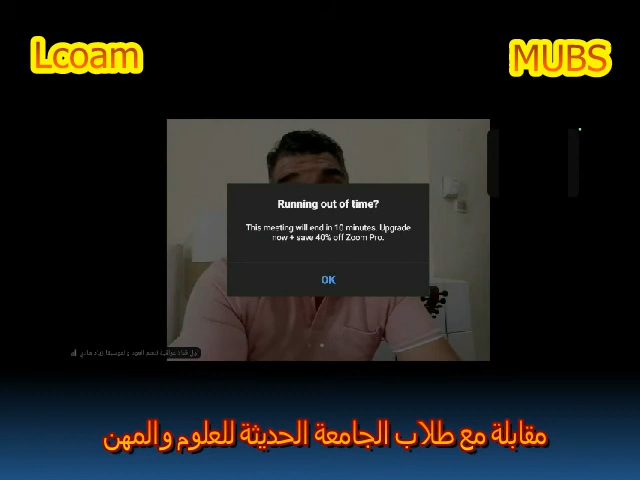 Lcoam
MUBS
Running out of time?
This meeting will end in 10 minutes. Upgrade
now + save 40% off Zoom Pro.
OK
مقابلة مع طلاب الجامعة الحديثة للعلوم والمهن